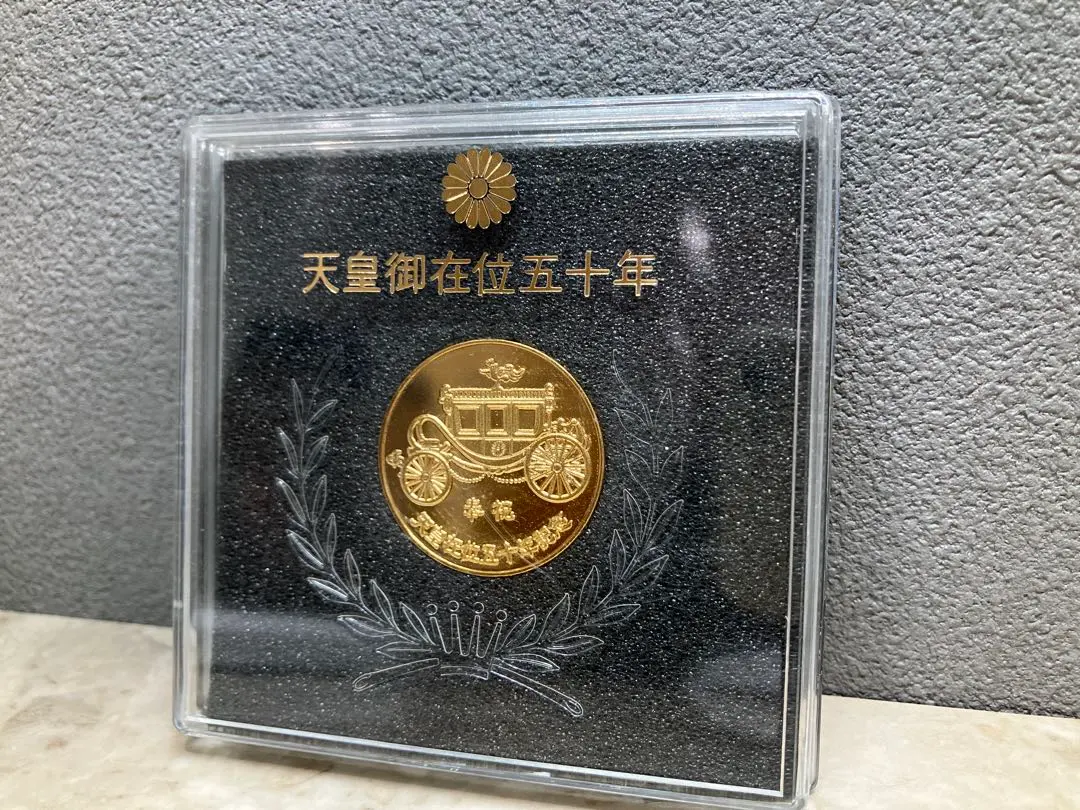 天皇御在位五十年
奉祝
天皇在位五十年記念